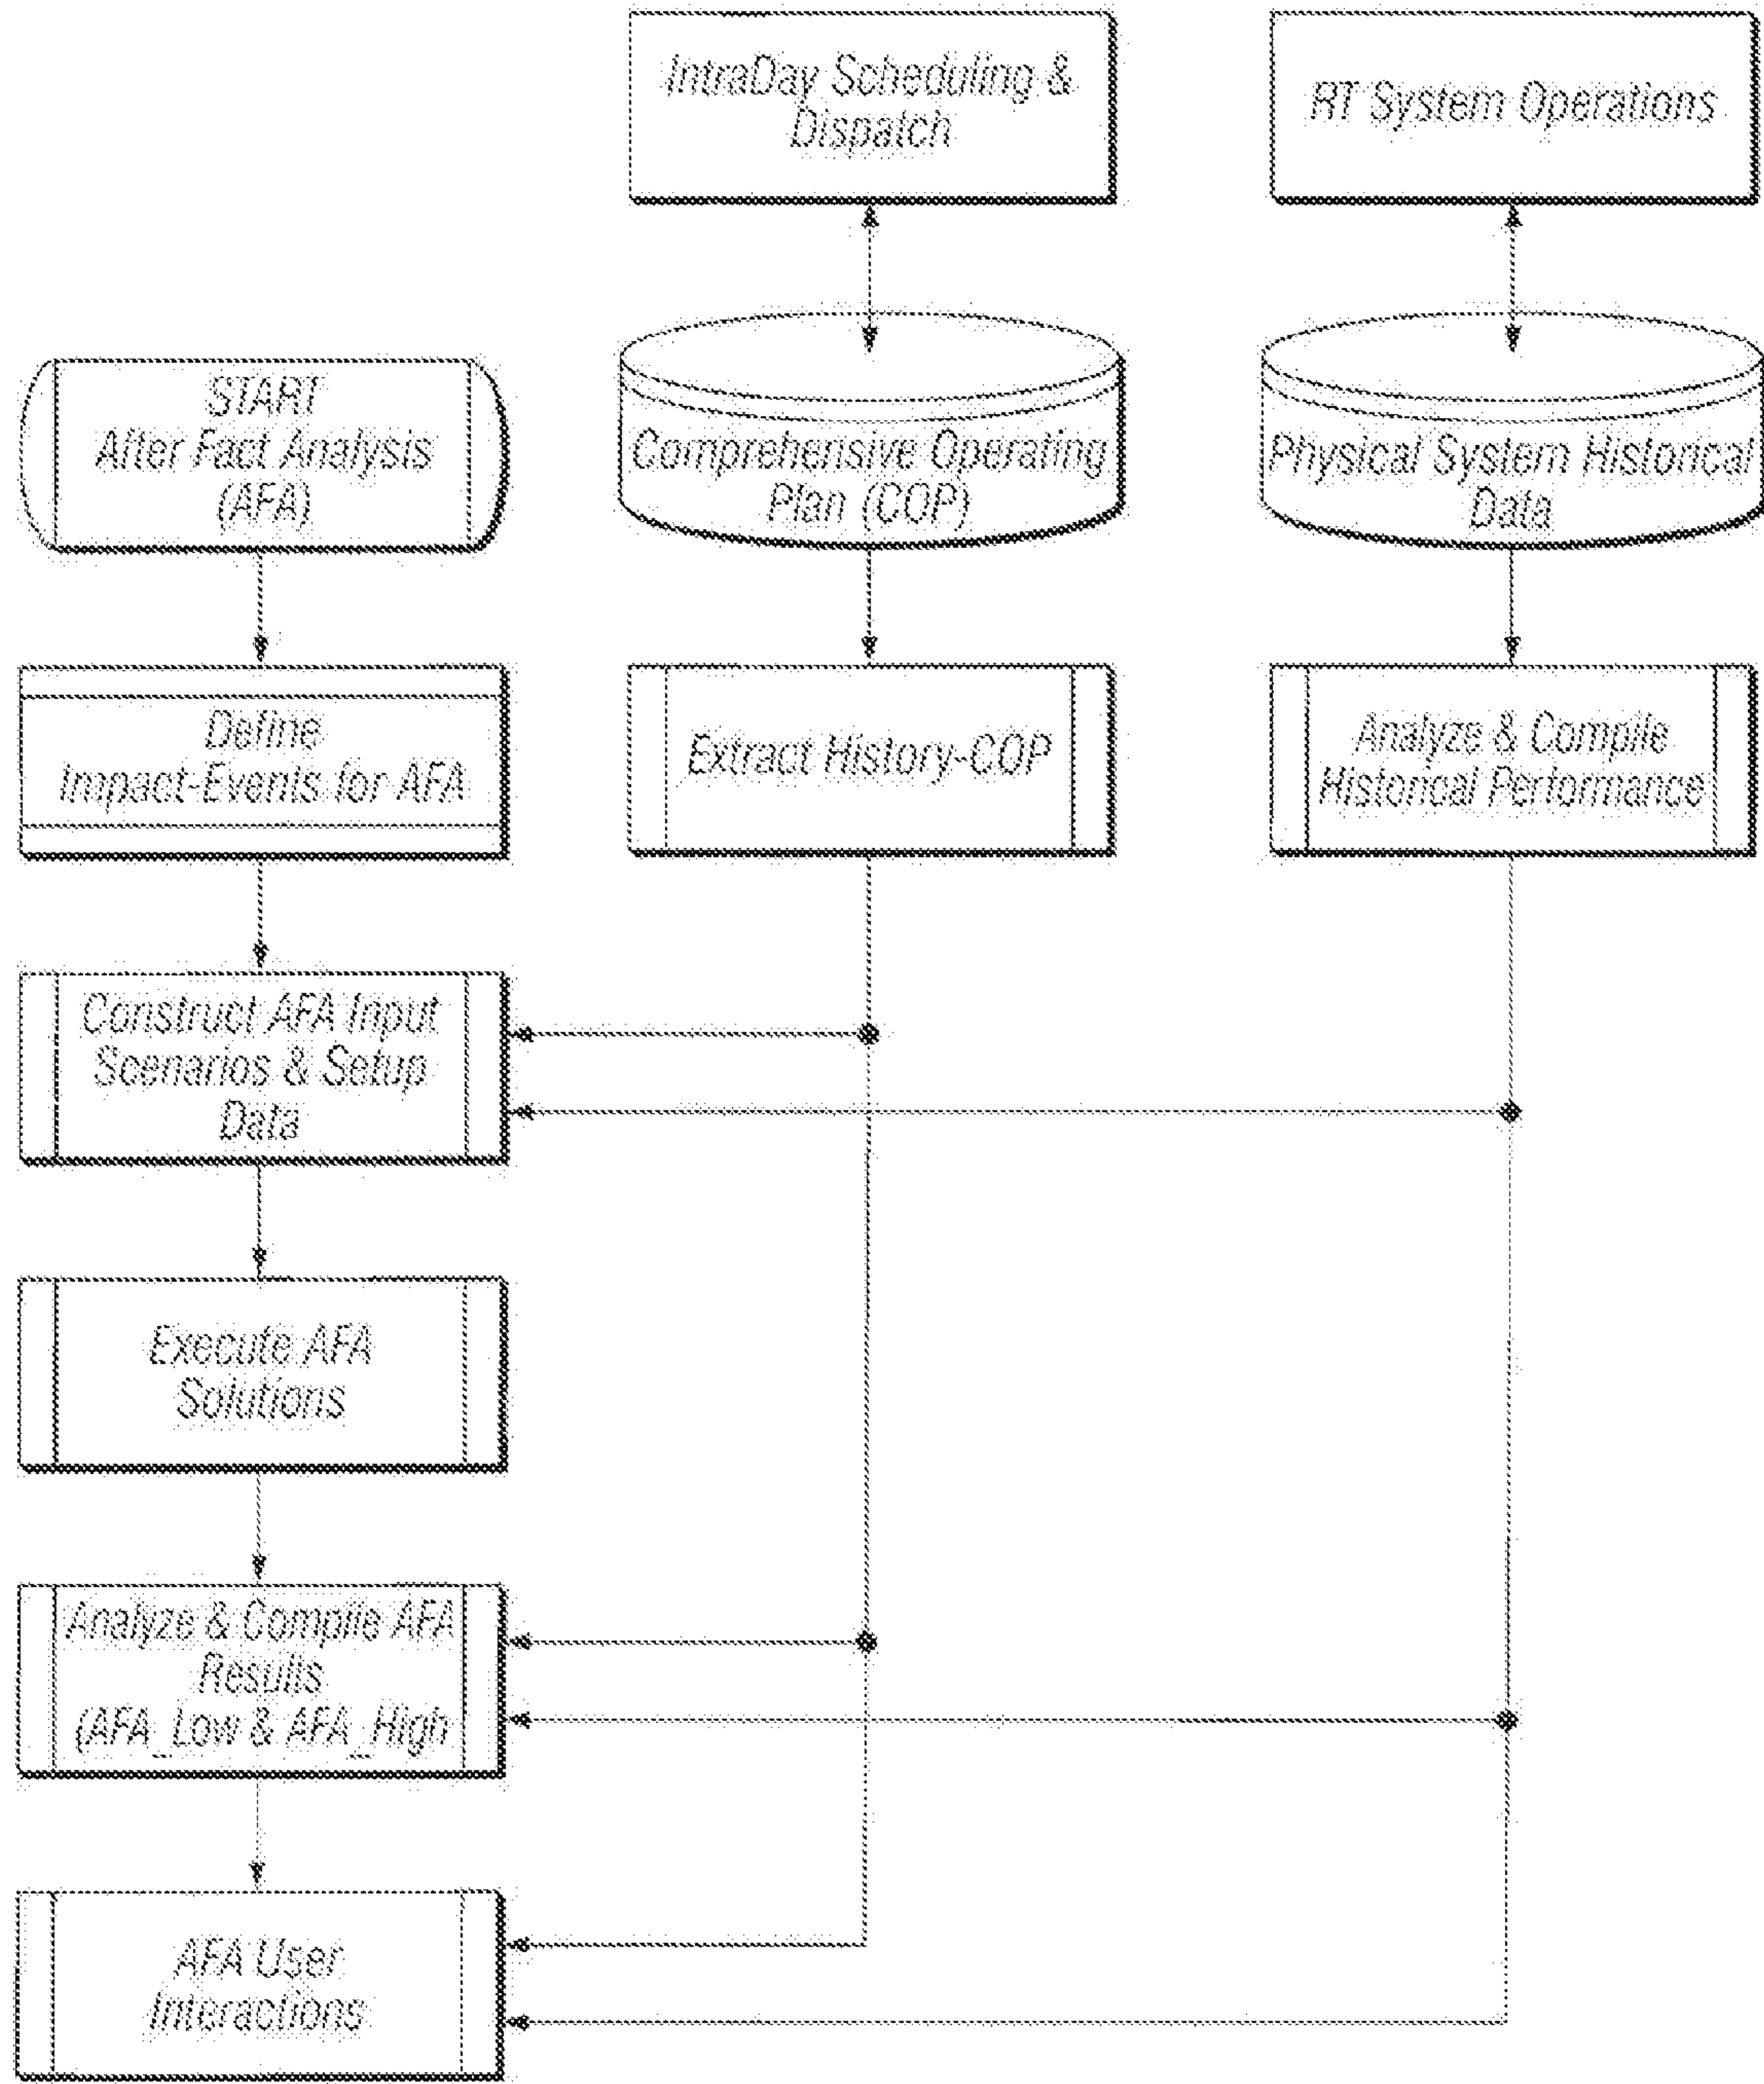 IntraDay Scheduling &
Dispatch
RT System Operations
START
After Fact Analysis
(AFA)
Comprehensive Operating
Plan (COP)
Physical System Historical
Data
Define
Impact-Events for AFA
Extract History-COP
Analyze & Compile
Historical Performance
Construct AFA Input
Scenarios & Setup
Data
Execute AFA
Solutions
Analyze & Compile AFA
Results
(AFA_Low & AFA_High
AFA User
Interactions